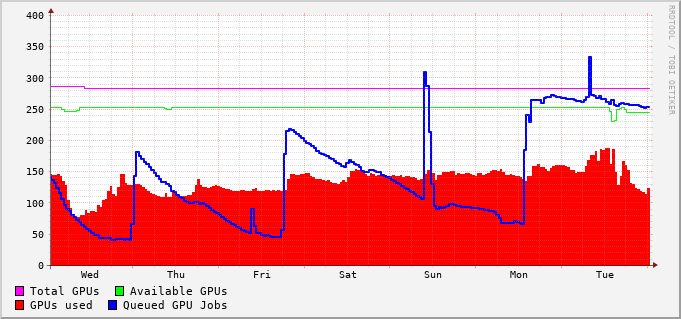 400
350
300
250
200
150
100
50
0
Wed Thu Fri Sat Sun Mon Tue
Total GPUs Available GPUs
GPUs used Queued GPU Jobs
RRDTOOL / TOBI OETIKER